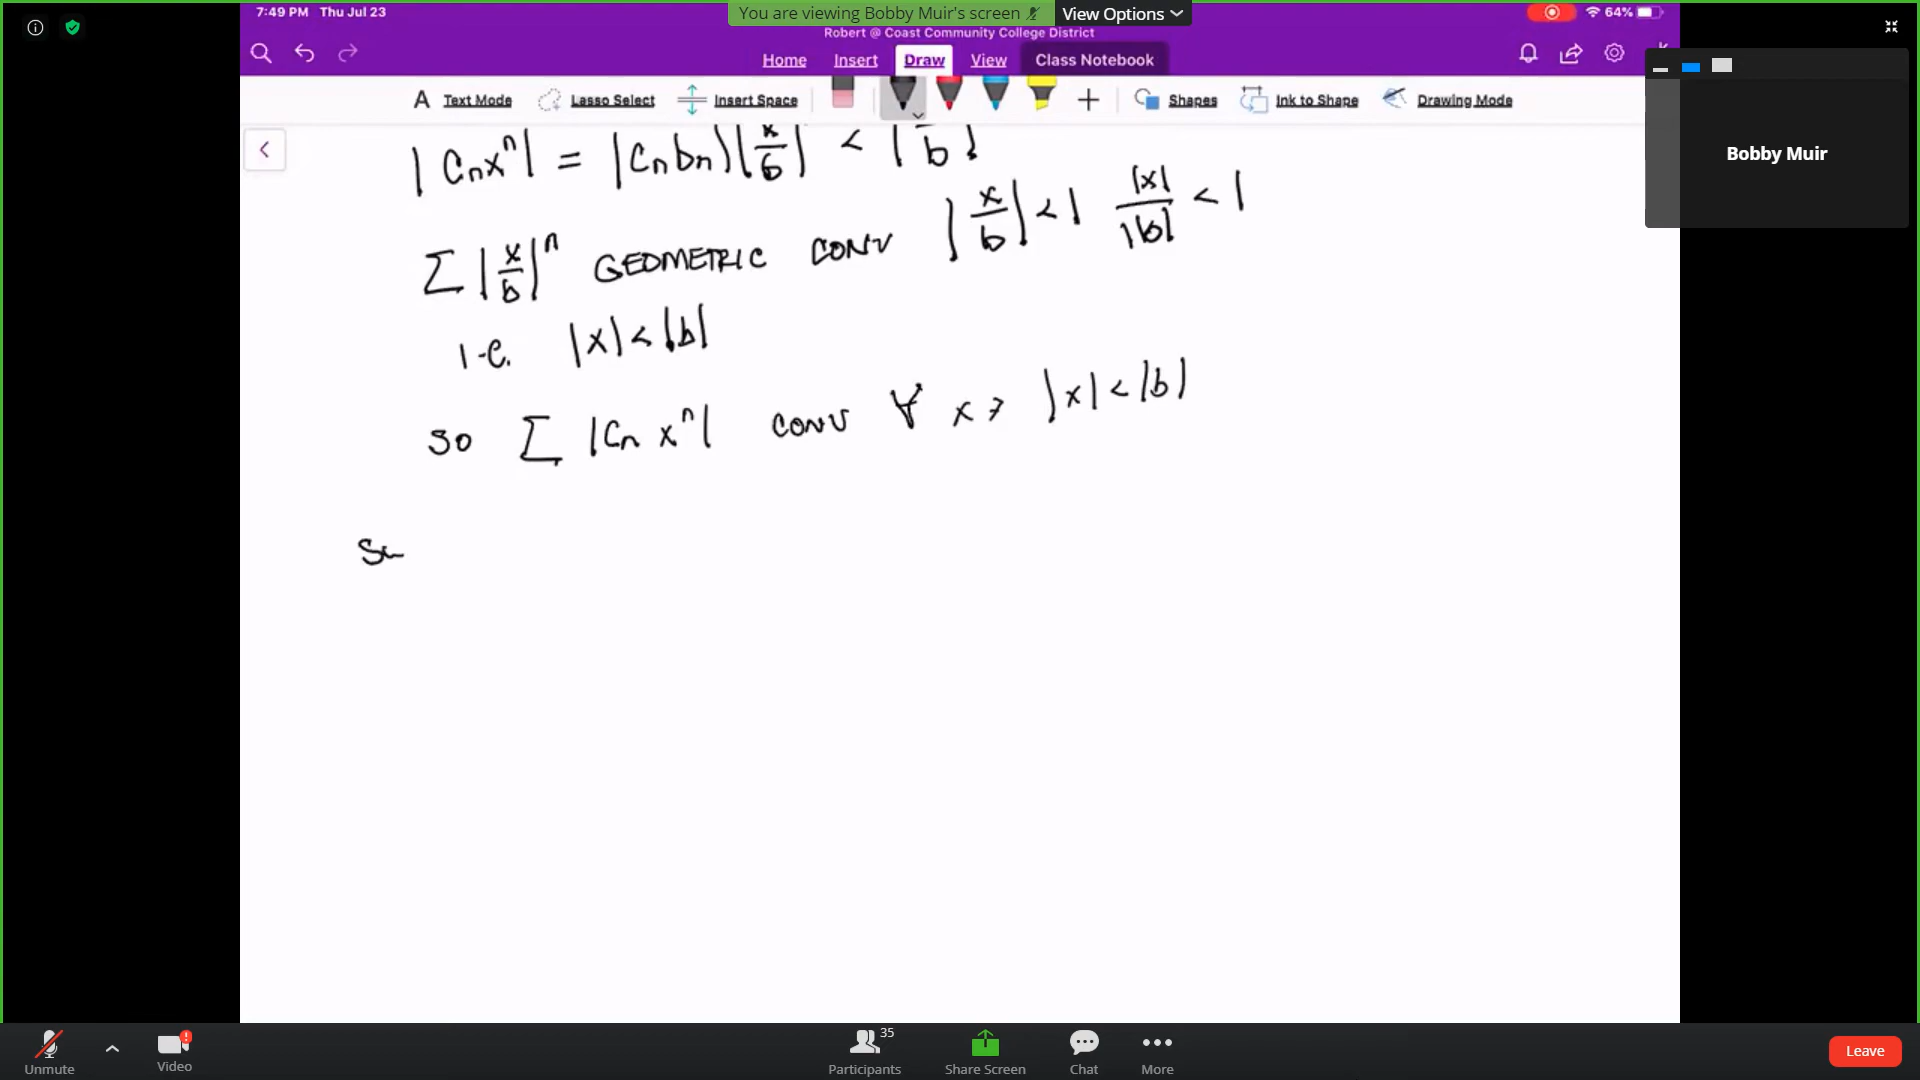 7:49 PM Thu Jul 23
You are viewing Bobby Muir's screen
View Options
64%
Robert @ Coast Community College District
Home Insert Draw View Class Notebook
Text Mode Lasso Select Insert Space Shapes Ink to Shape Drawing Mode
Bobby Muir
|Cₙxⁿ| = |Cₙbₙ||x/b| < | /b|
∑|x/b|ⁿ GEOMETRIC CONV |x/b| < 1 |x|/|b| < 1
I-e. |x| < |b|
SO ∑ |Cₙ xⁿ| CONV ∀ x ∋ |x| < |b|
Unmute
Video
Participants 35
Share Screen
Chat
More
Leave